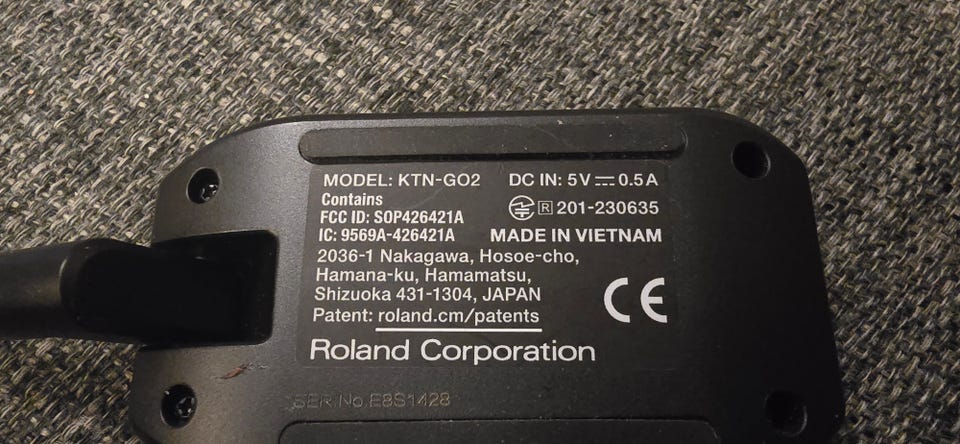 MODEL: KTN-GO2 DC IN: 5V ⎓ 0.5A
Contains
FCC ID: SOP426421A R 201-230635
IC: 9569A-426421A MADE IN VIETNAM
2036-1 Nakagawa, Hosoe-cho,
Hamana-ku, Hamamatsu,
Shizuoka 431-1304, JAPAN CE
Patent: roland.cm/patents
Roland Corporation
SER.No.E8S1428